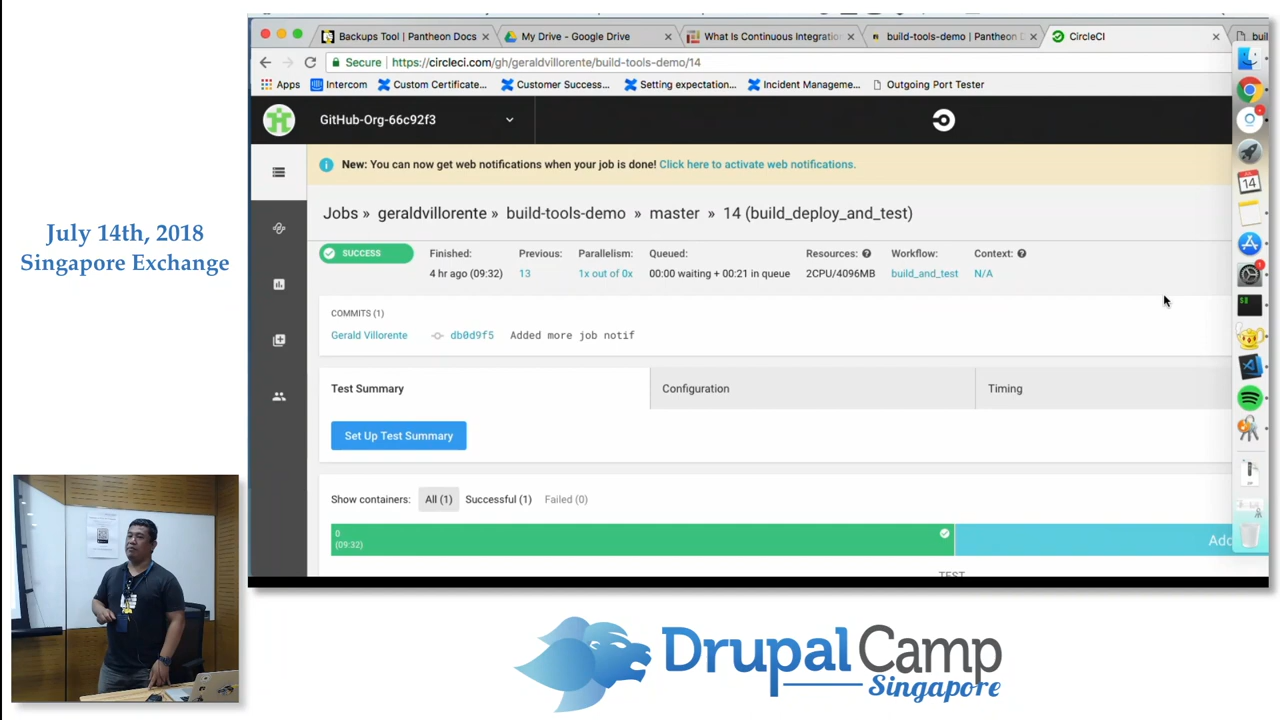 Backups Tool | Pantheon Docs
My Drive - Google Drive
What Is Continuous Integratio
build-tools-demo | Pantheon D
CircleCI
Secure
https://circleci.com/gh/geraldvillorente/build-tools-demo/14
Apps
Intercom
Custom Certificate...
Customer Success...
Setting expectation...
Incident Manageme...
Outgoing Port Tester
GitHub-Org-66c92f3
New: You can now get web notifications when your job is done! Click here to activate web notifications.
Jobs » geraldvillorente » build-tools-demo » master » 14 (build_deploy_and_test)
SUCCESS
Finished:
4 hr ago (09:32)
Previous:
13
Parallelism:
1x out of 0x
Queued:
00:00 waiting + 00:21 in queue
Resources:
2CPU/4096MB
Workflow:
build_and_test
Context:
N/A
COMMITS (1)
Gerald Villorente
db0d9f5
Added more job notif
Test Summary
Configuration
Timing
Set Up Test Summary
Show containers:
All (1)
Successful (1)
Failed (0)
0
(09:32)
TEST
July 14th, 2018
Singapore Exchange
DrupalCamp
Singapore